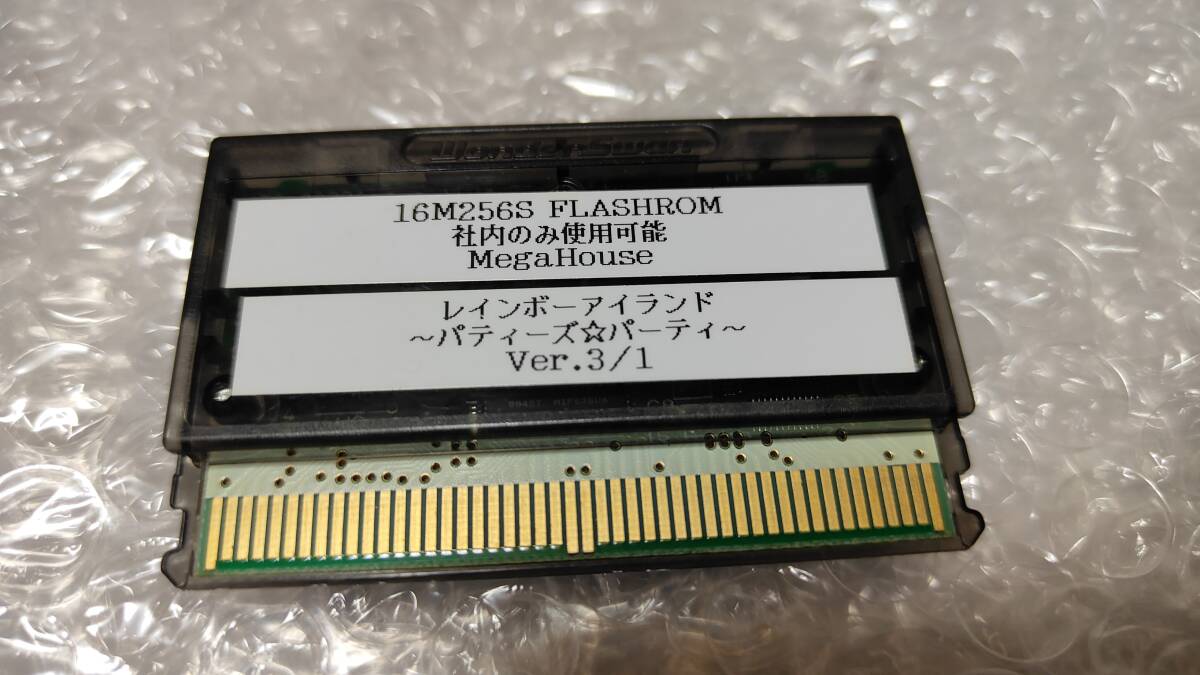 WonderSwan
16M256S FLASHROM
社内のみ使用可能
MegaHouse
レインボーアイランド
～パティーズ☆パーティ～
Ver.3/1